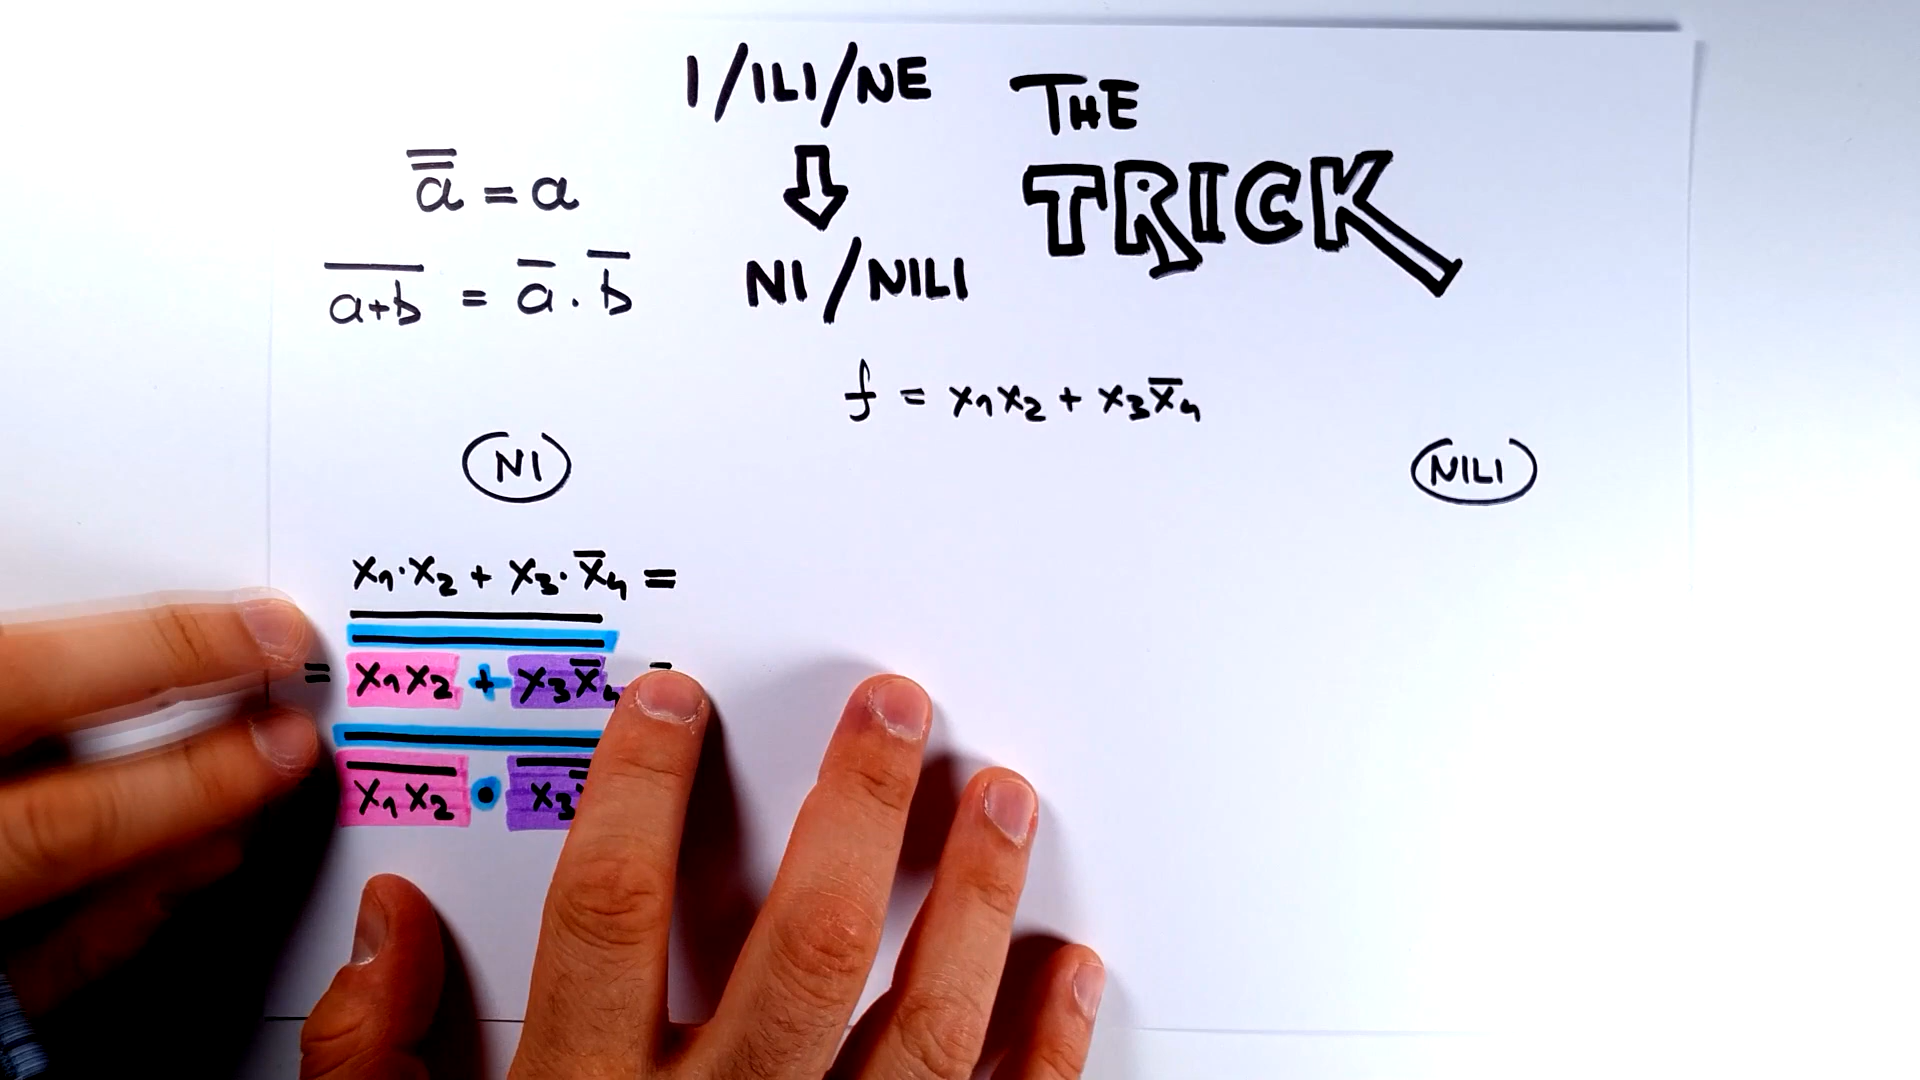 I/ILI/NE
NI/NILI
THE
TRICK
a̿ = a
a̅+̅b̅ = a̅ . b̅
f = x₁x₂ + x₃x̅₄
NI
NILI
x₁·x₂ + x₃·x̅₄ =
= x₁x₂ + x₃x̅₄ =
x₁x₂ · x₃